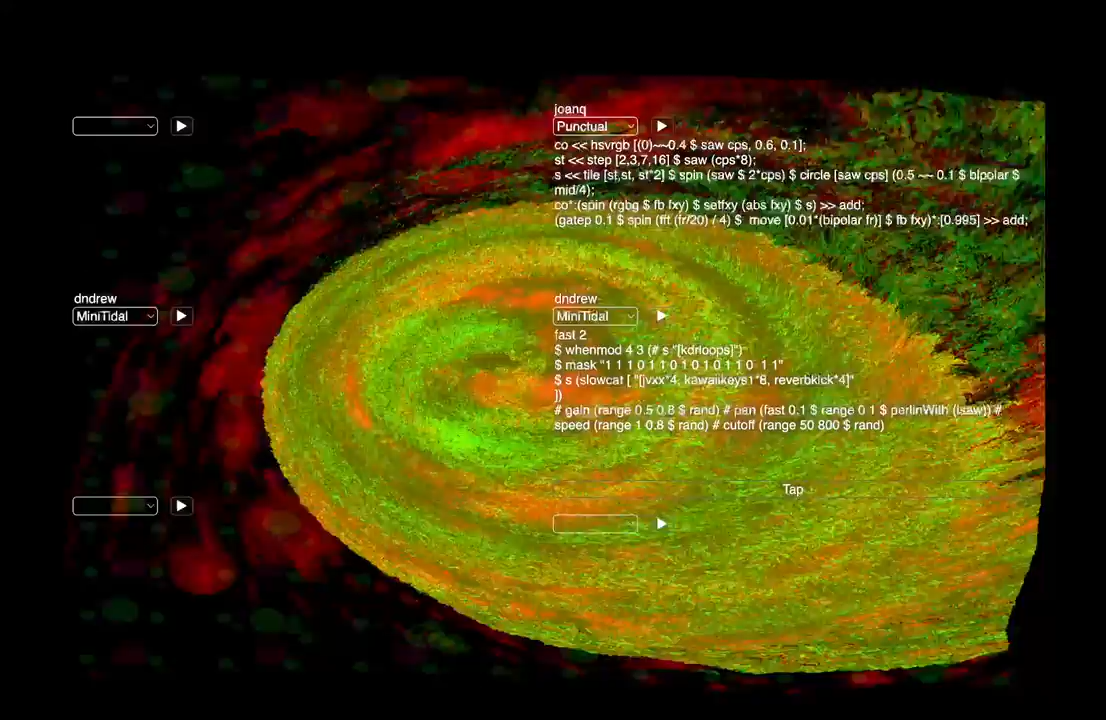 joanq
Punctual
co << hsvrgb [(0)~~0.4 $ saw cps, 0.6, 0.1];
st << step [2,3,7,16] $ saw (cps*8);
s << tile [st,st, st*2] $ spin (saw $ 2*cps) $ circle [saw cps] (0.5 ~~ 0.1 $ bipolar $
mid/4);
co*:(spin (rgbg $ fb fxy) $ setfxy (abs fxy) $ s) >> add;
(gatep 0.1 $ spin (fft (fr/20) / 4) $ move [0.01*(bipolar fr)] $ fb fxy)*:[0.995] >> add;
dndrew
MiniTidal
dndrew
MiniTidal
fast 2
$ whenmod 4 3 (# s "[kdrloops]")
$ mask "1 1 1 0 1 1 0 1 0 1 0 1 1 0 1 1"
$ s (slowcat [ "[jvxx*4, kawaiikeys1*8, reverbkick*4]"
])
# gain (range 0.5 0.8 $ rand) # pan (fast 0.1 $ range 0 1 $ perlinWith (isaw)) #
speed (range 1 0.8 $ rand) # cutoff (range 50 800 $ rand)
Tap